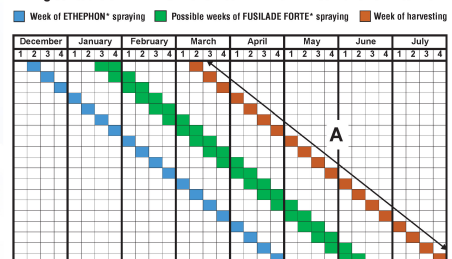 Week of ETHEPHON* spraying Possible weeks of FUSILADE FORTE* spraying Week of harvesting
December January February March April May June July
1 2 3 4 1 2 3 4 1 2 3 4 1 2 3 4 1 2 3 4 1 2 3 4 1 2 3 4 1 2 3 4
A